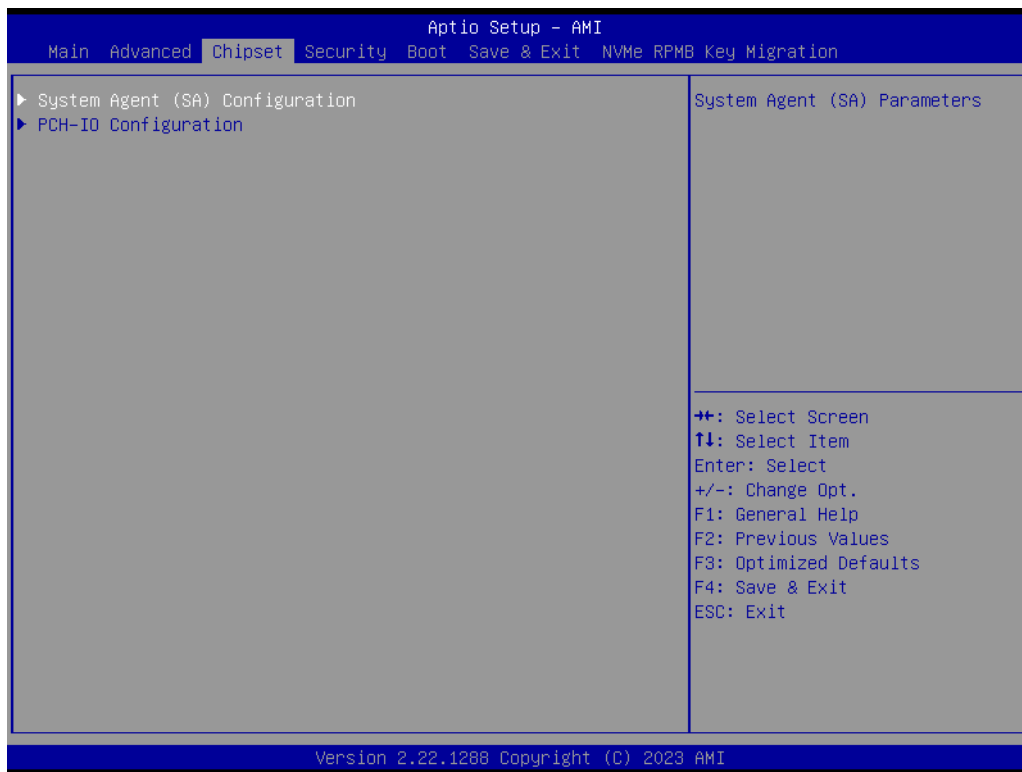 Aptio Setup – AMI
Main Advanced Chipset Security Boot Save & Exit NVMe RPMB Key Migration
▶ System Agent (SA) Configuration
▶ PCH-IO Configuration
System Agent (SA) Parameters
→←: Select Screen
↑↓: Select Item
Enter: Select
+/-: Change Opt.
F1: General Help
F2: Previous Values
F3: Optimized Defaults
F4: Save & Exit
ESC: Exit
Version 2.22.1288 Copyright (C) 2023 AMI